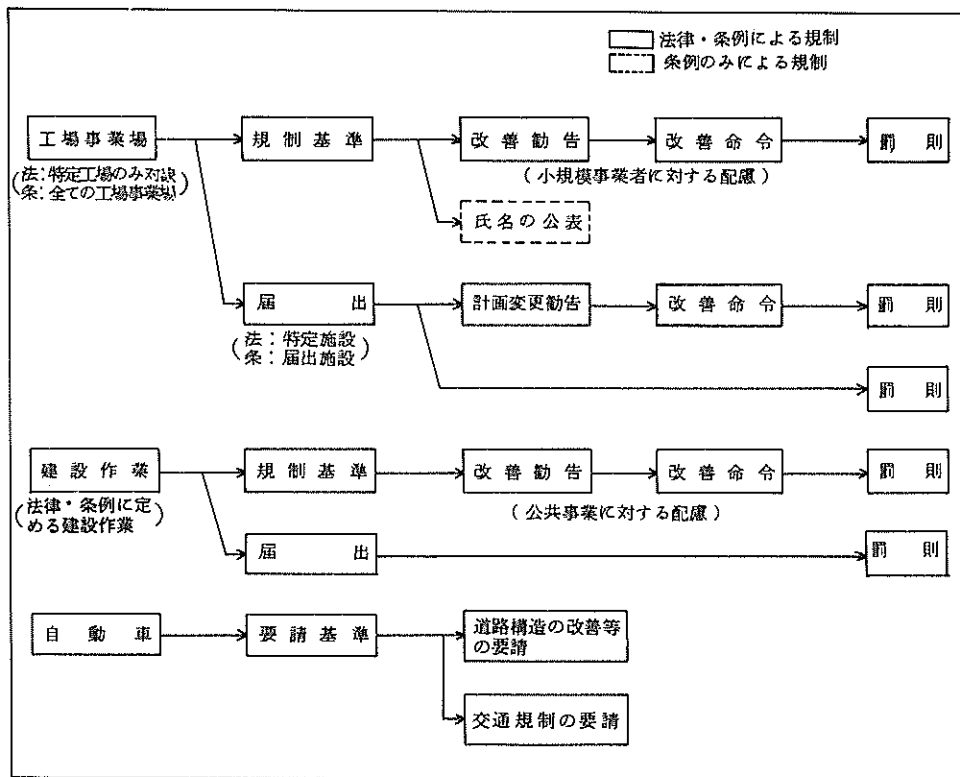 法律・条例による規制
条例のみによる規制
工場事業場
規制基準
改善勧告
改善命令
罰則
(法:特定工場のみ対象
条:全ての工場事業場)
(小規模事業者に対する配慮)
氏名の公表
届出
計画変更勧告
改善命令
罰則
(法:特定施設
条:届出施設)
罰則
建設作業
規制基準
改善勧告
改善命令
罰則
(法律・条例に定
める建設作業)
(公共事業に対する配慮)
届出
罰則
自動車
要請基準
道路構造の改善等
の要請
交通規制の要請